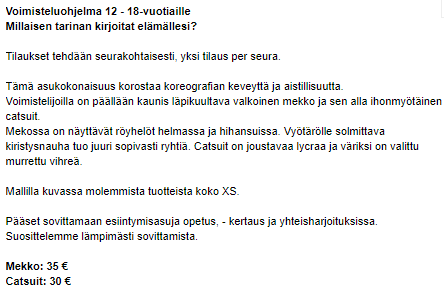 Voimisteluohjelma 12 - 18-vuotiaille
Millaisen tarinan kirjoitat elämällesi?
Tilaukset tehdään seurakohtaisesti, yksi tilaus per seura.
Tämä asukokonaisuus korostaa koreografian keveyttä ja aistillisuutta.
Voimistelijoilla on päällään kaunis läpikuultava valkoinen mekko ja sen alla ihonmyötäinen
catsuit.
Mekossa on näyttävät röyhelöt helmassa ja hihansuissa. Vyötärölle solmittava
kiristysnauha tuo juuri sopivasti ryhtiä. Catsuit on joustavaa lycraa ja väriksi on valittu
murrettu vihreä.
Mallilla kuvassa molemmista tuotteista koko XS.
Pääset sovittamaan esiintymisasuja opetus, - kertaus ja yhteisharjoituksissa.
Suosittelemme lämpimästi sovittamista.
Mekko: 35 €
Catsuit: 30 €